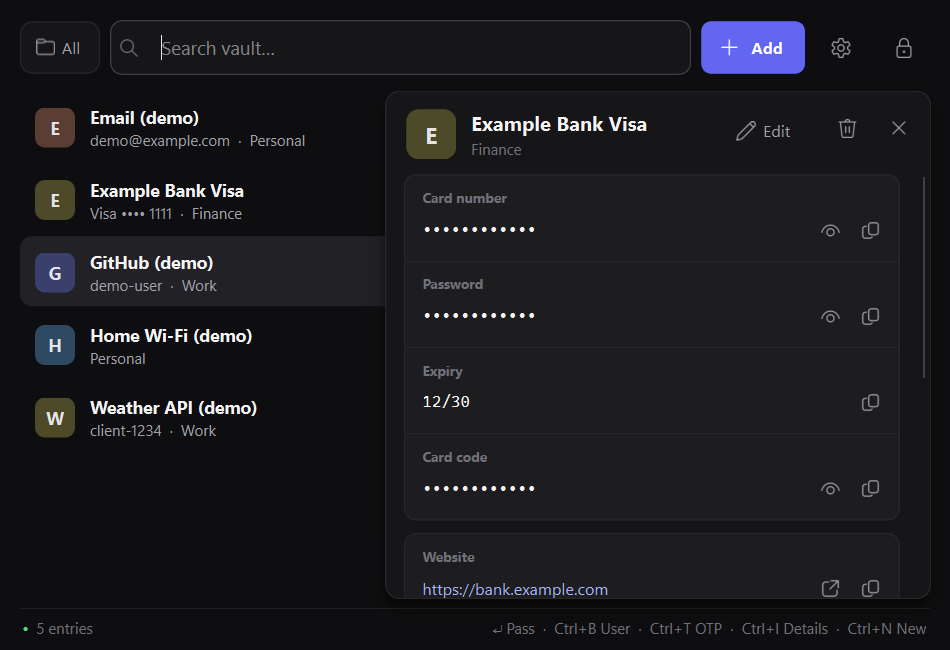 All
Search vault...
Add
E
Email (demo)
demo@example.com · Personal
E
Example Bank Visa
Visa •••• 1111 · Finance
G
GitHub (demo)
demo-user · Work
H
Home Wi-Fi (demo)
Personal
W
Weather API (demo)
client-1234 · Work
E
Example Bank Visa
Finance
Edit
Card number
••••••••••••
Password
••••••••••••
Expiry
12/30
Card code
••••••••••••
Website
https://bank.example.com
5 entries
↵ Pass · Ctrl+B User · Ctrl+T OTP · Ctrl+I Details · Ctrl+N New